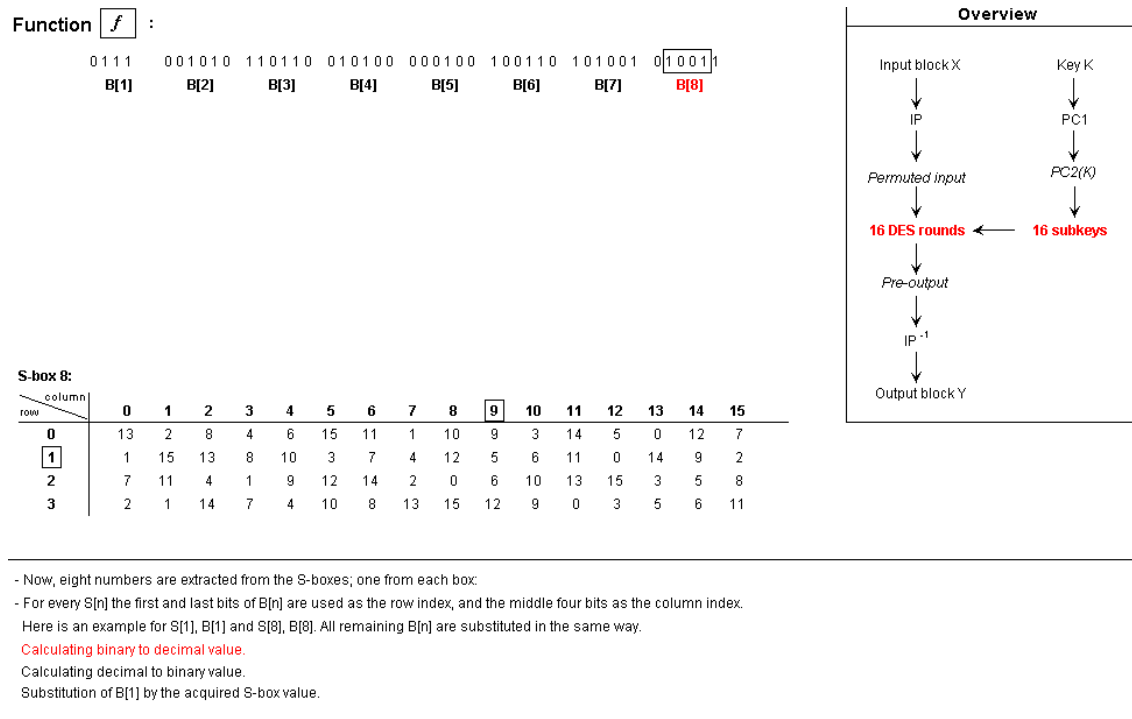 Function f :
0111 001010 110110 010100 000100 100110 101001 010011
B[1] B[2] B[3] B[4] B[5] B[6] B[7] B[8]
Overview
Input block X Key K
IP PC1
Permuted input PC2(K)
16 DES rounds 16 subkeys
Pre-output
IP -1
Output block Y
S-box 8:
column
row 0 1 2 3 4 5 6 7 8 9 10 11 12 13 14 15
0 13 2 8 4 6 15 11 1 10 9 3 14 5 0 12 7
1 1 15 13 8 10 3 7 4 12 5 6 11 0 14 9 2
2 7 11 4 1 9 12 14 2 0 6 10 13 15 3 5 8
3 2 1 14 7 4 10 8 13 15 12 9 0 3 5 6 11
- Now, eight numbers are extracted from the S-boxes; one from each box:
- For every S[n] the first and last bits of B[n] are used as the row index, and the middle four bits as the column index.
Here is an example for S[1], B[1] and S[8], B[8]. All remaining B[n] are substituted in the same way.
Calculating binary to decimal value.
Calculating decimal to binary value.
Substitution of B[1] by the acquired S-box value.